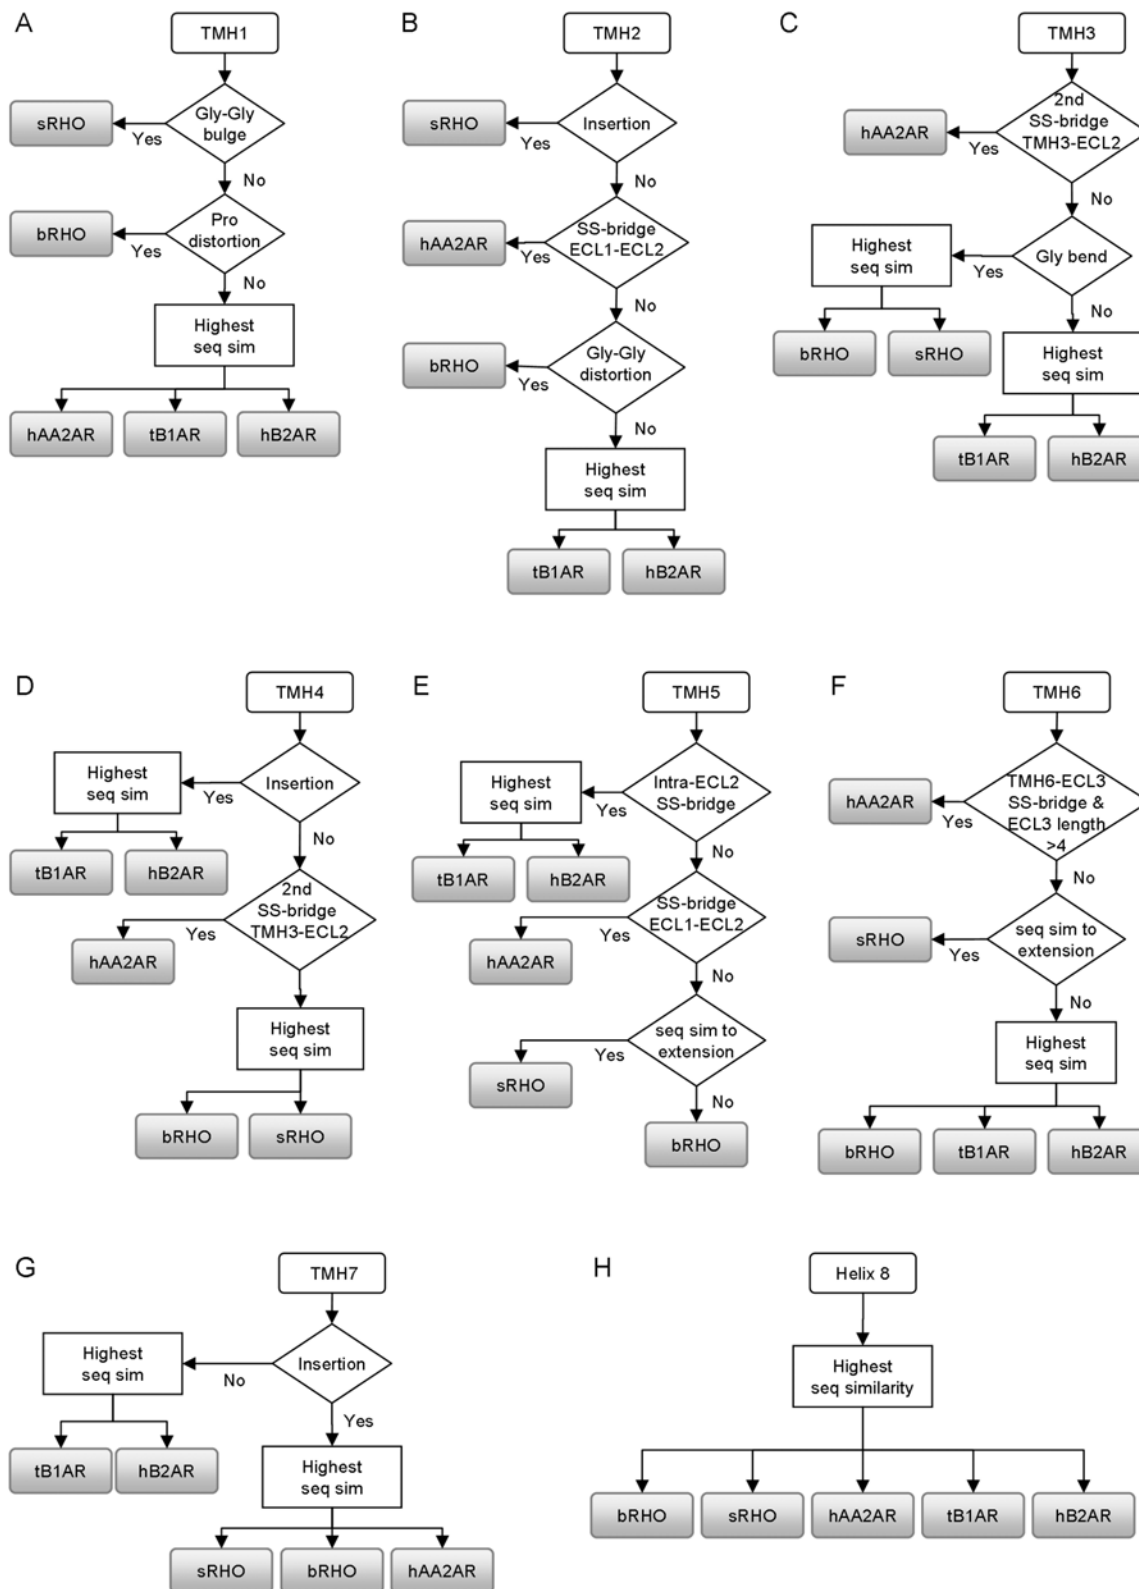 A
TMH1
Gly-Gly
bulge
Yes
sRHO
No
Pro
distortion
Yes
bRHO
No
Highest
seq sim
hAA2AR
tB1AR
hB2AR
B
TMH2
Insertion
Yes
sRHO
No
SS-bridge
ECL1-ECL2
Yes
hAA2AR
No
Gly-Gly
distortion
Yes
bRHO
No
Highest
seq sim
tB1AR
hB2AR
C
TMH3
2nd
SS-bridge
TMH3-ECL2
Yes
hAA2AR
No
Gly bend
Yes
Highest
seq sim
bRHO
sRHO
No
Highest
seq sim
tB1AR
hB2AR
D
TMH4
Insertion
Yes
Highest
seq sim
tB1AR
hB2AR
No
2nd
SS-bridge
TMH3-ECL2
Yes
hAA2AR
Highest
seq sim
bRHO
sRHO
E
TMH5
Intra-ECL2
SS-bridge
Yes
Highest
seq sim
tB1AR
hB2AR
No
SS-bridge
ECL1-ECL2
Yes
hAA2AR
No
seq sim to
extension
Yes
sRHO
No
bRHO
F
TMH6
TMH6-ECL3
SS-bridge &
ECL3 length
>4
Yes
hAA2AR
No
seq sim to
extension
Yes
sRHO
No
Highest
seq sim
bRHO
tB1AR
hB2AR
G
TMH7
Insertion
No
Highest
seq sim
tB1AR
hB2AR
Yes
Highest
seq sim
sRHO
bRHO
hAA2AR
H
Helix 8
Highest
seq similarity
bRHO
sRHO
hAA2AR
tB1AR
hB2AR